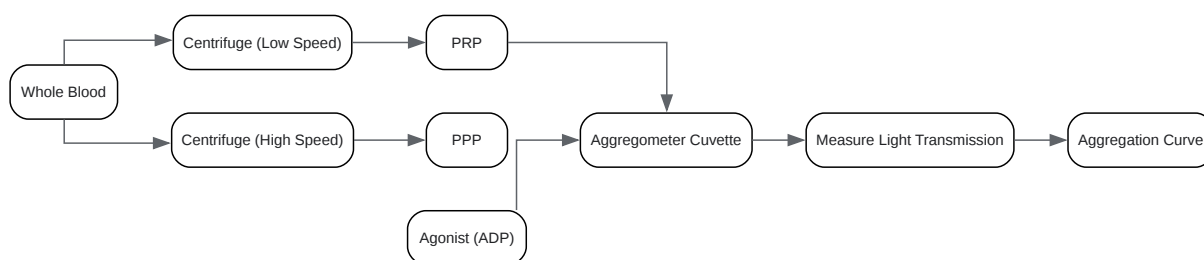 Centrifuge (Low Speed)
PRP
Whole Blood
Centrifuge (High Speed)
PPP
Aggregometer Cuvette
Measure Light Transmission
Aggregation Curve
Agonist (ADP)